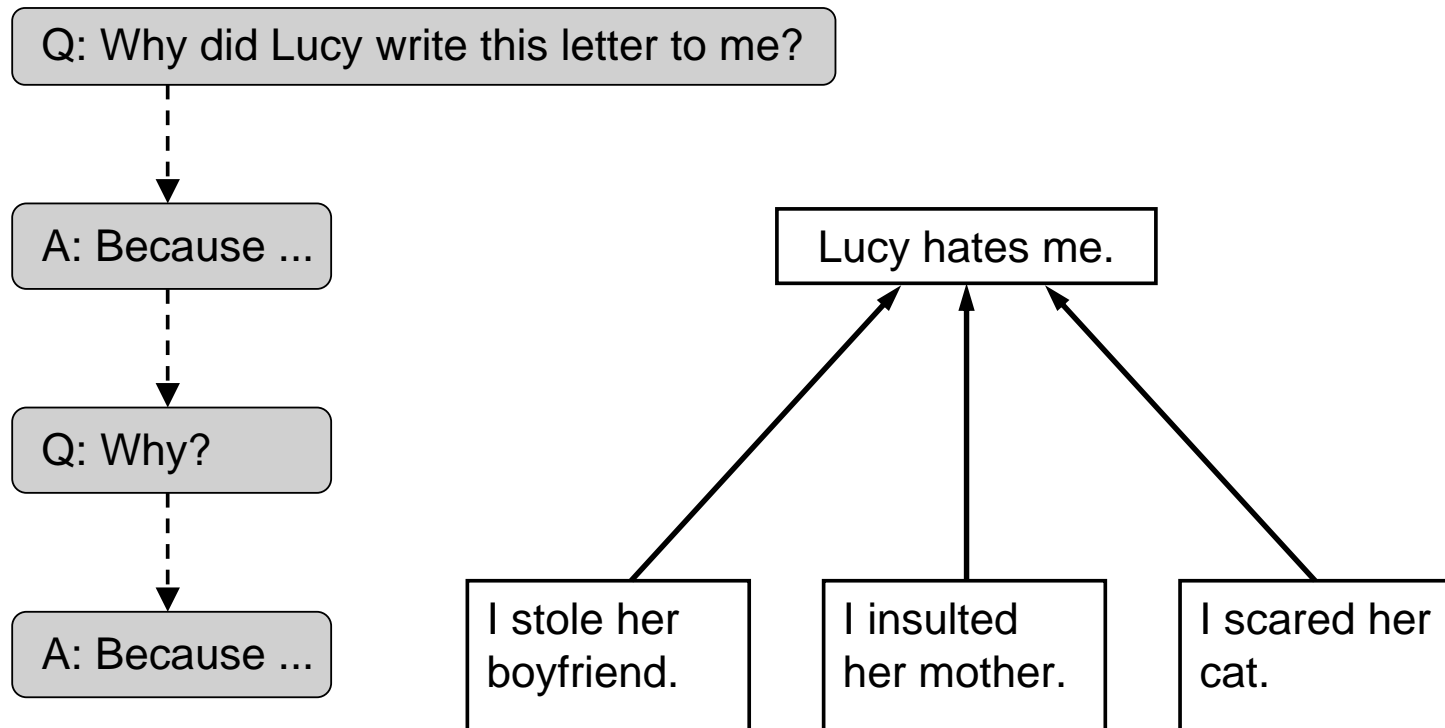 Q: Why did Lucy write this letter to me?
A: Because ...
Lucy hates me.
Q: Why?
A: Because ...
I stole her
boyfriend.
I insulted
her mother.
I scared her
cat.